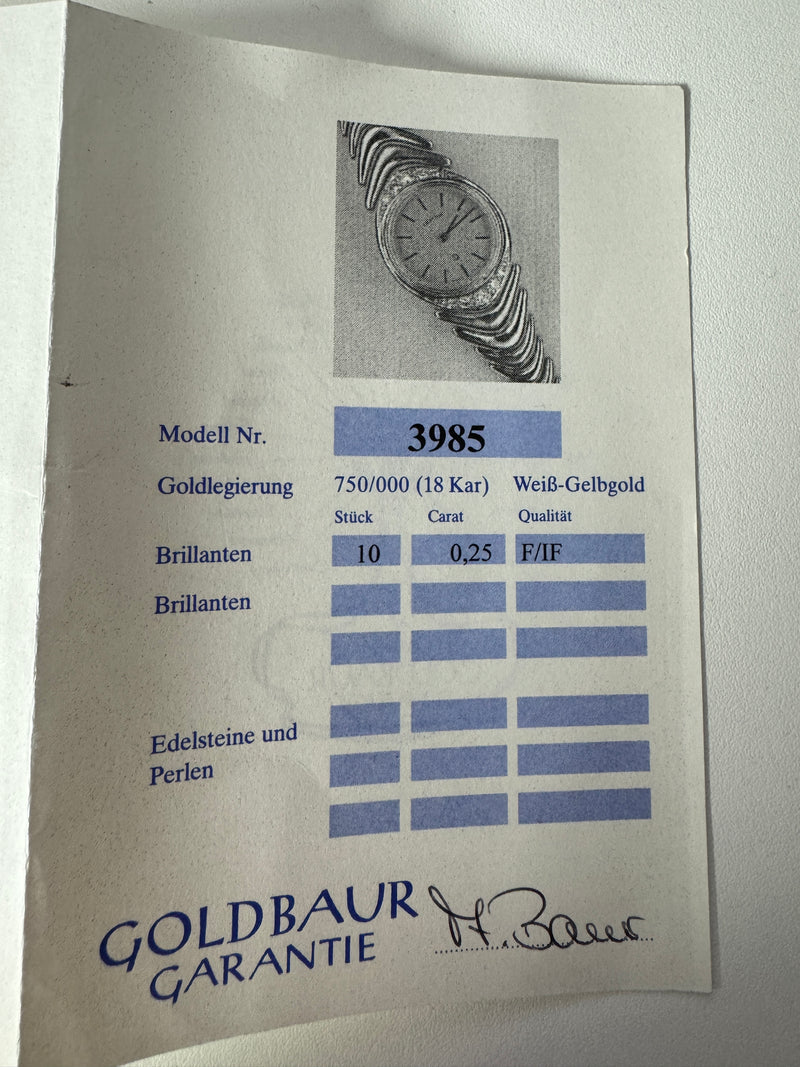 Modell Nr. 3985
Goldlegierung 750/000 (18 Kar) Weiß-Gelbgold
Stück Carat Qualität
Brillanten 10 0,25 F/IF
Brillanten
Edelsteine und
Perlen
GOLDBAUR
GARANTIE
H. Baur